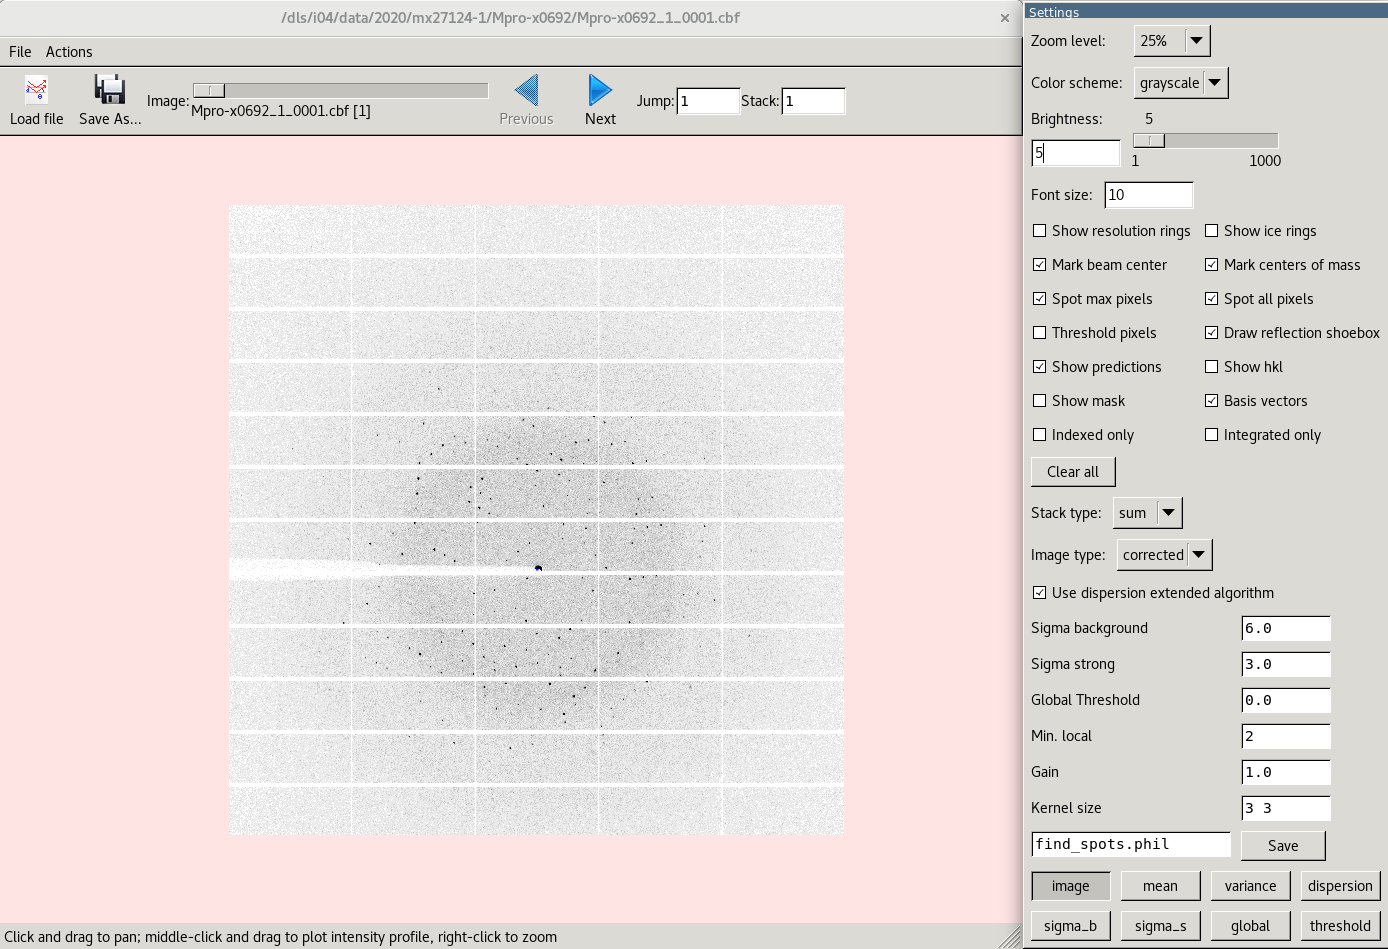 /dls/i04/data/2020/mx27124-1/Mpro-x0692/Mpro-x0692_1_0001.cbf ×
File Actions
Load file Save As... Image: Mpro-x0692_1_0001.cbf [1] Previous Next Jump: 1 Stack: 1
Click and drag to pan; middle-click and drag to plot intensity profile, right-click to zoom
Settings
Zoom level: 25%
Color scheme: grayscale
Brightness: 5
5 1 1000
Font size: 10
Show resolution rings Show ice rings
Mark beam center Mark centers of mass
Spot max pixels Spot all pixels
Threshold pixels Draw reflection shoebox
Show predictions Show hkl
Show mask Basis vectors
Indexed only Integrated only
Clear all
Stack type: sum
Image type: corrected
Use dispersion extended algorithm
Sigma background 6.0
Sigma strong 3.0
Global Threshold 0.0
Min. local 2
Gain 1.0
Kernel size 3 3
find_spots.phil Save
image mean variance dispersion
sigma_b sigma_s global threshold